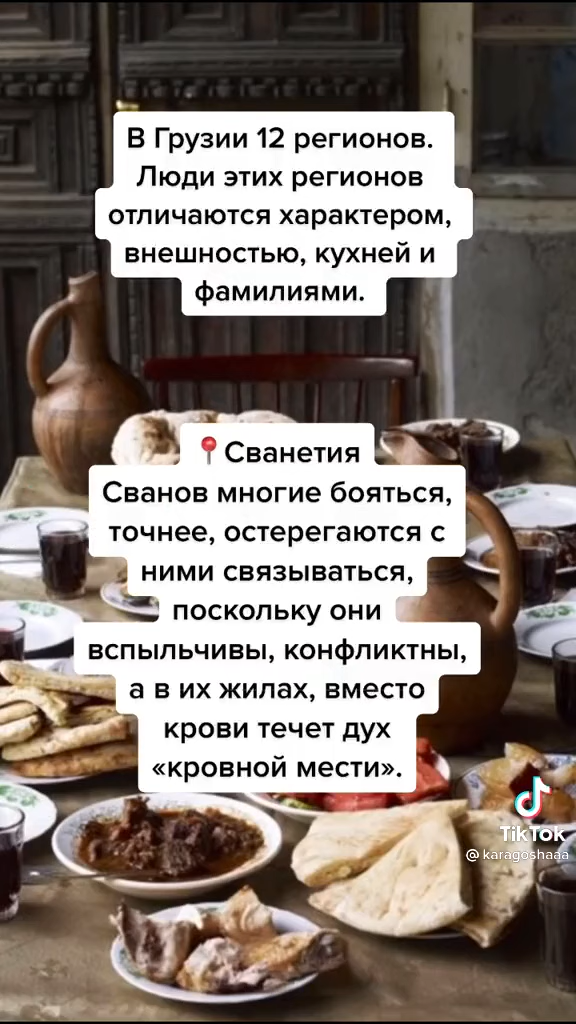 В Грузии 12 регионов.
Люди этих регионов
отличаются характером,
внешностью, кухней и
фамилиями.
📍Сванетия
Сванов многие бояться,
точнее, остерегаются с
ними связываться,
поскольку они
вспыльчивы, конфликтны,
а в их жилах, вместо
крови течет дух
«кровной мести».
TikTok
@karagoshaaa